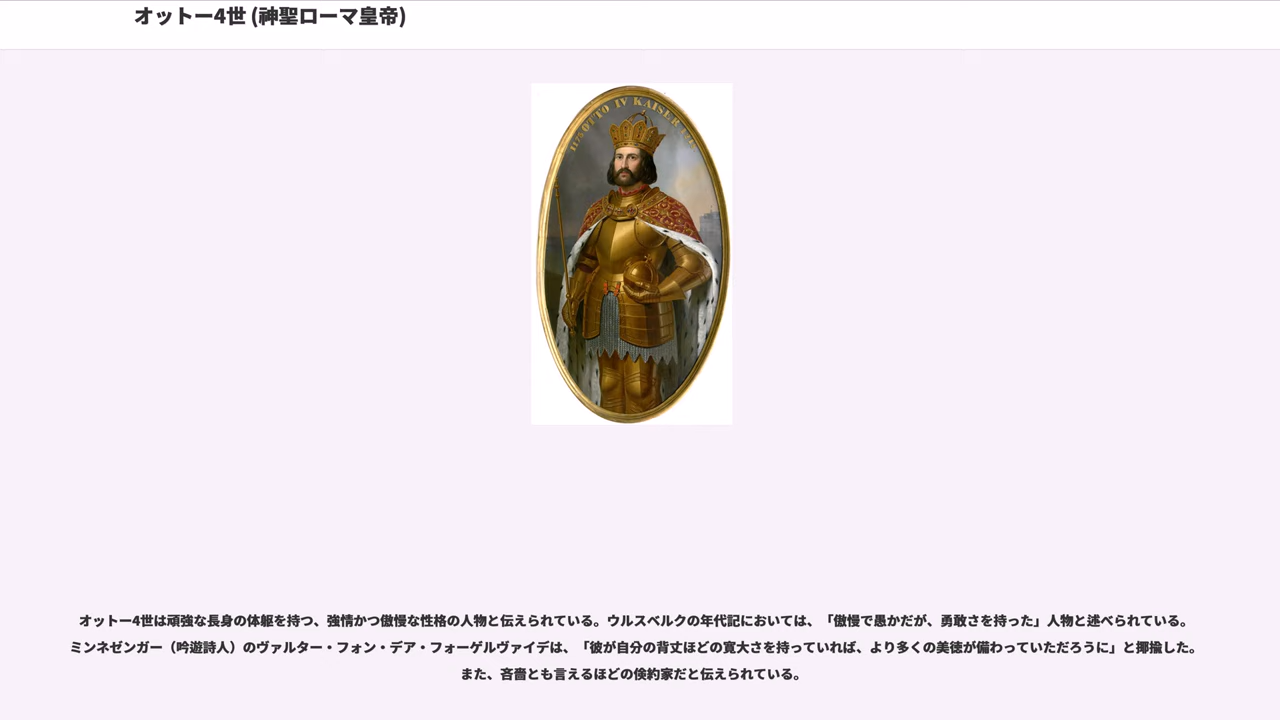 オットー4世 (神聖ローマ皇帝)
OTTO IV KAISER
オットー4世は頑強な長身の体躯を持つ、強情かつ傲慢な性格の人物と伝えられている。ウルスベルクの年代記においては、「傲慢で愚かだが、勇敢さを持った」人物と述べられている。
ミンネゼンガー（吟遊詩人）のヴァルター・フォン・デア・フォーゲルヴァイデは、「彼が自分の背丈ほどの寛大さを持っていれば、より多くの美徳が備わっていただろうに」と揶揄した。
また、吝嗇とも言えるほどの倹約家だと伝えられている。